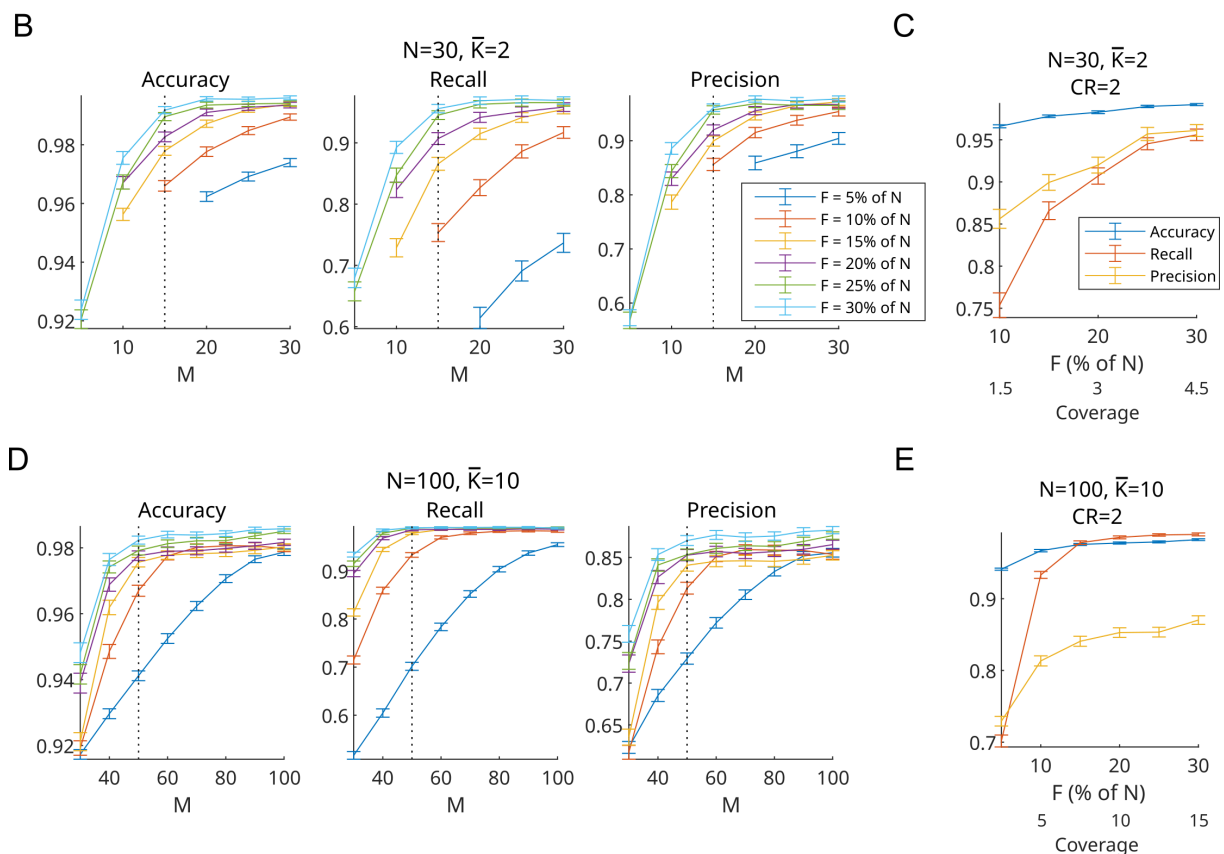 B
N=30, K̅=2
Accuracy
Recall
Precision
0.98
0.96
0.94
0.92
10 20 30
M
0.9
0.8
0.7
0.6
10 20 30
M
0.9
0.8
0.7
0.6
10 20 30
M
F = 5% of N
F = 10% of N
F = 15% of N
F = 20% of N
F = 25% of N
F = 30% of N
C
N=30, K̅=2
CR=2
0.95
0.9
0.85
0.8
0.75
Accuracy
Recall
Precision
10 20 30
F (% of N)
1.5 3 4.5
Coverage
D
N=100, K̅=10
Accuracy
Recall
Precision
0.98
0.96
0.94
0.92
40 60 80 100
M
0.9
0.8
0.7
0.6
40 60 80 100
M
0.85
0.8
0.75
0.7
0.65
40 60 80 100
M
E
N=100, K̅=10
CR=2
0.9
0.8
0.7
10 20 30
F (% of N)
5 10 15
Coverage